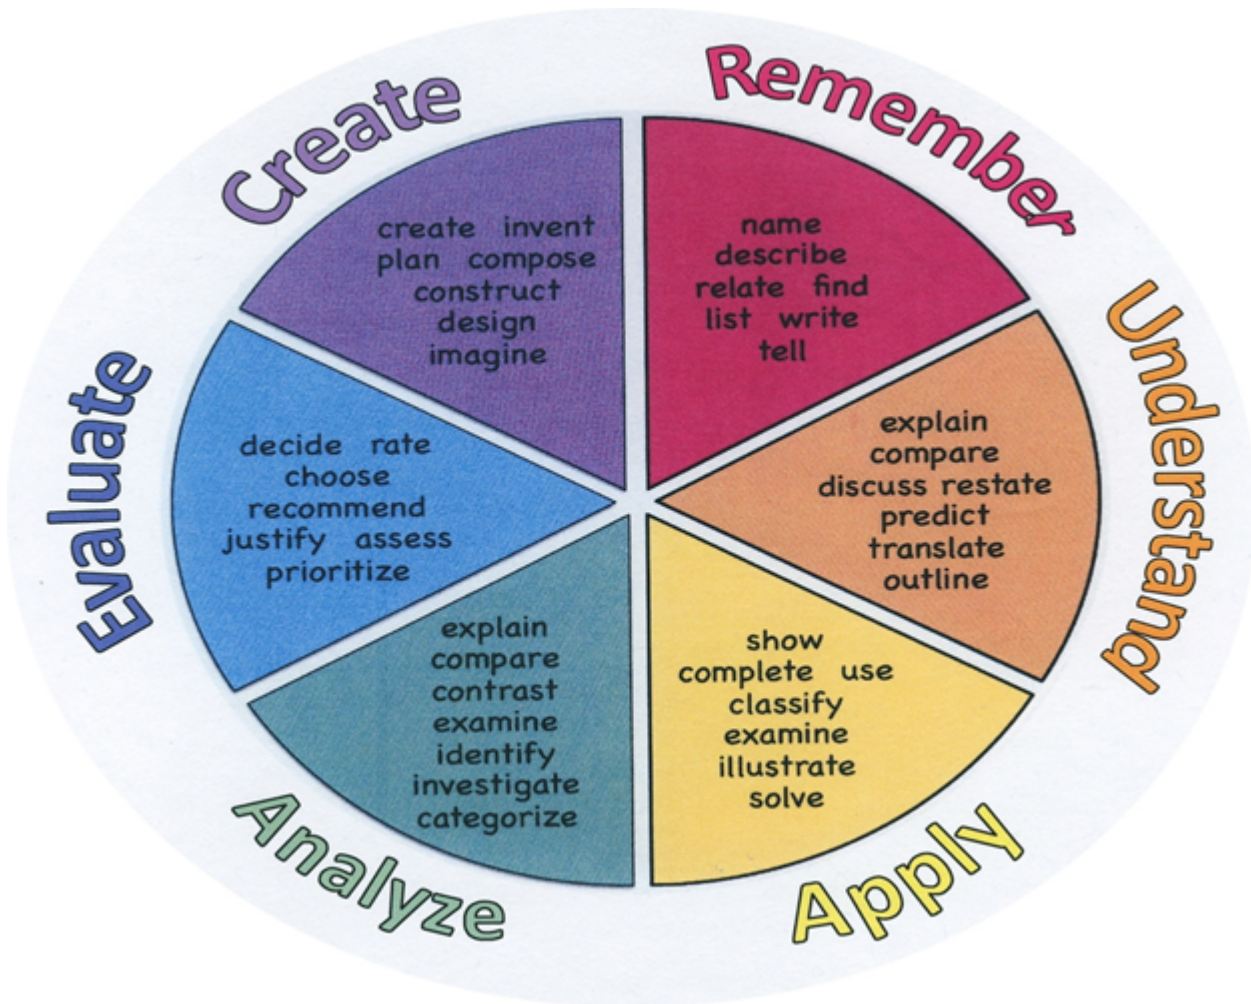 Remember
name
describe
relate find
list write
tell
Understand
explain
compare
discuss restate
predict
translate
outline
Apply
show
complete use
classify
examine
illustrate
solve
Analyze
explain
compare
contrast
examine
identify
investigate
categorize
Evaluate
decide rate
choose
recommend
justify assess
prioritize
Create
create invent
plan compose
construct
design
imagine